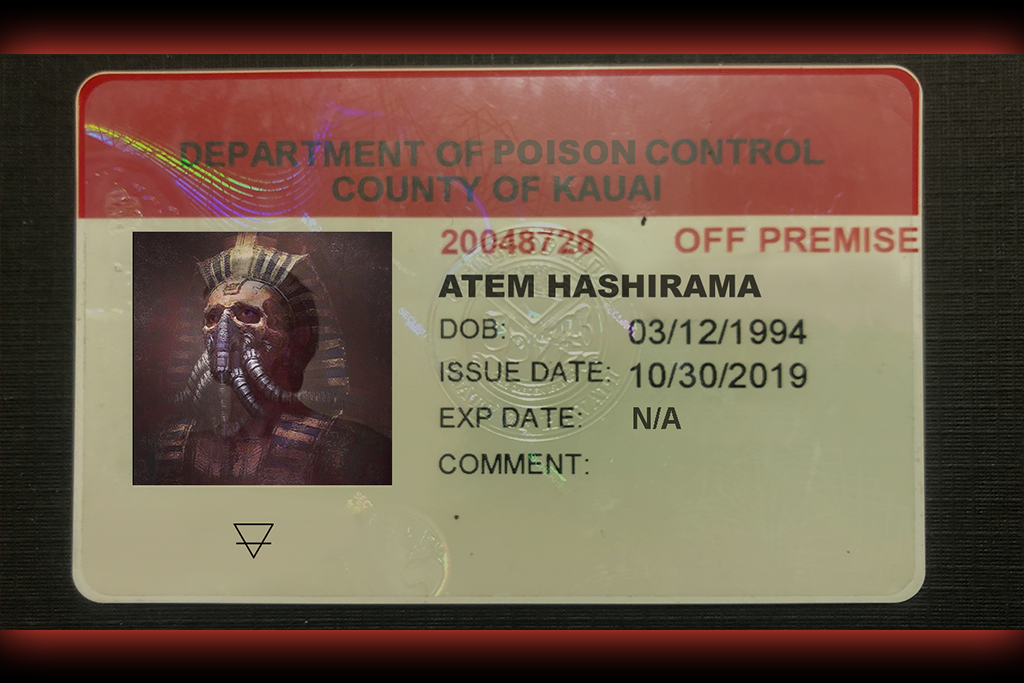 DEPARTMENT OF POISON CONTROL
COUNTY OF KAUAI
20048728 OFF PREMISE
ATEM HASHIRAMA
DOB: 03/12/1994
ISSUE DATE: 10/30/2019
EXP DATE: N/A
COMMENT: